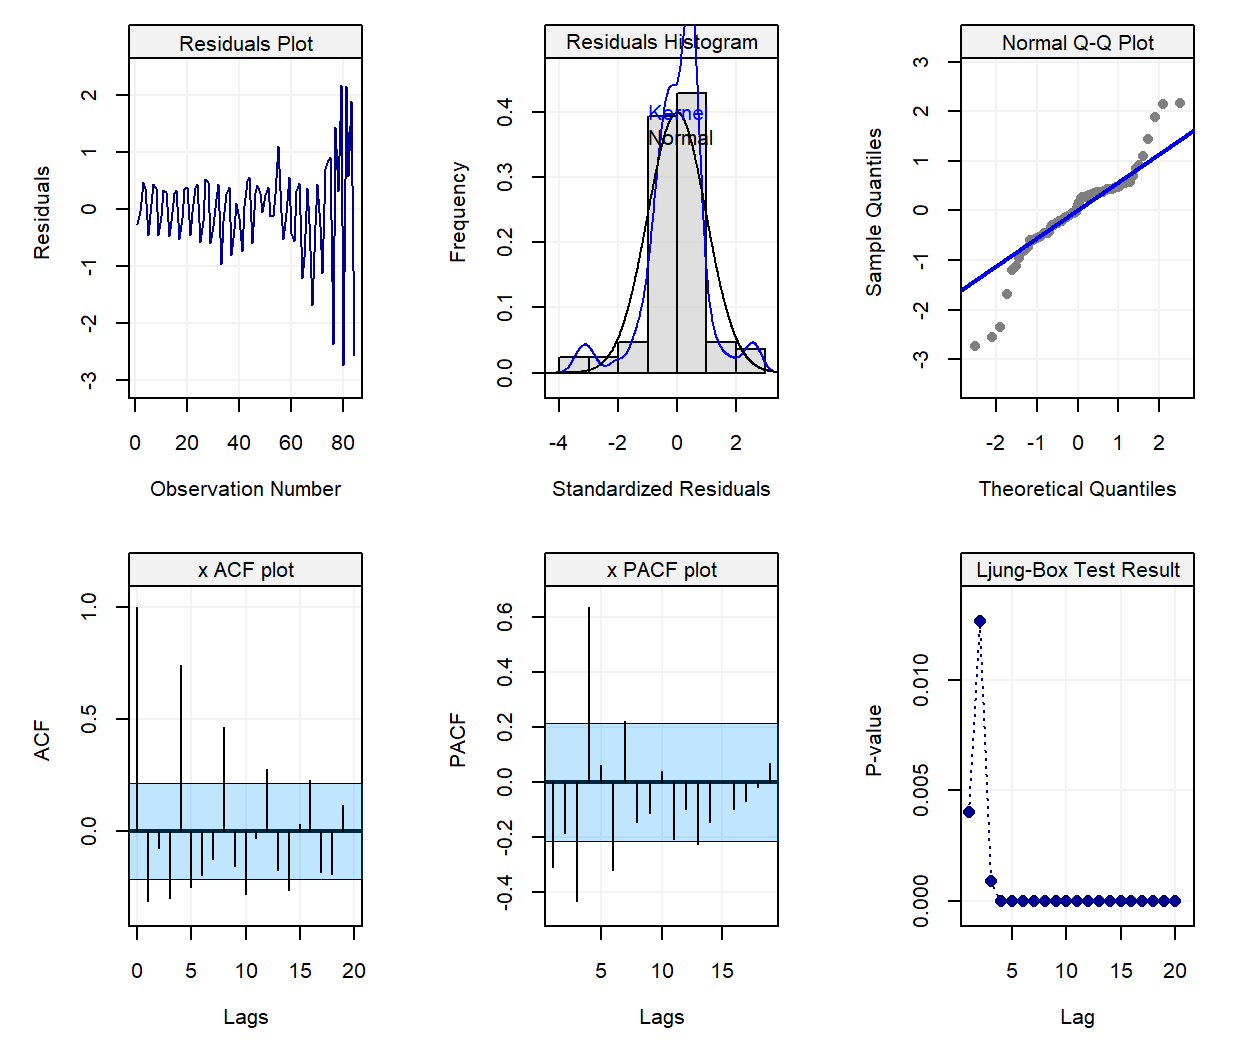 Residuals Plot
Residuals
2
1
0
-1
-2
-3
0 20 40 60 80
Observation Number
Residuals Histogram
Kernel
Normal
Frequency
0.4
0.3
0.2
0.1
0.0
-4 -2 0 2
Standardized Residuals
Normal Q-Q Plot
Sample Quantiles
3
2
1
0
-1
-2
-3
-2 -1 0 1 2
Theoretical Quantiles
x ACF plot
ACF
1.0
0.5
0.0
0 5 10 15 20
Lags
x PACF plot
PACF
0.6
0.4
0.2
0.0
-0.2
-0.4
5 10 15
Lags
Ljung-Box Test Result
P-value
0.010
0.005
0.000
5 10 15 20
Lag